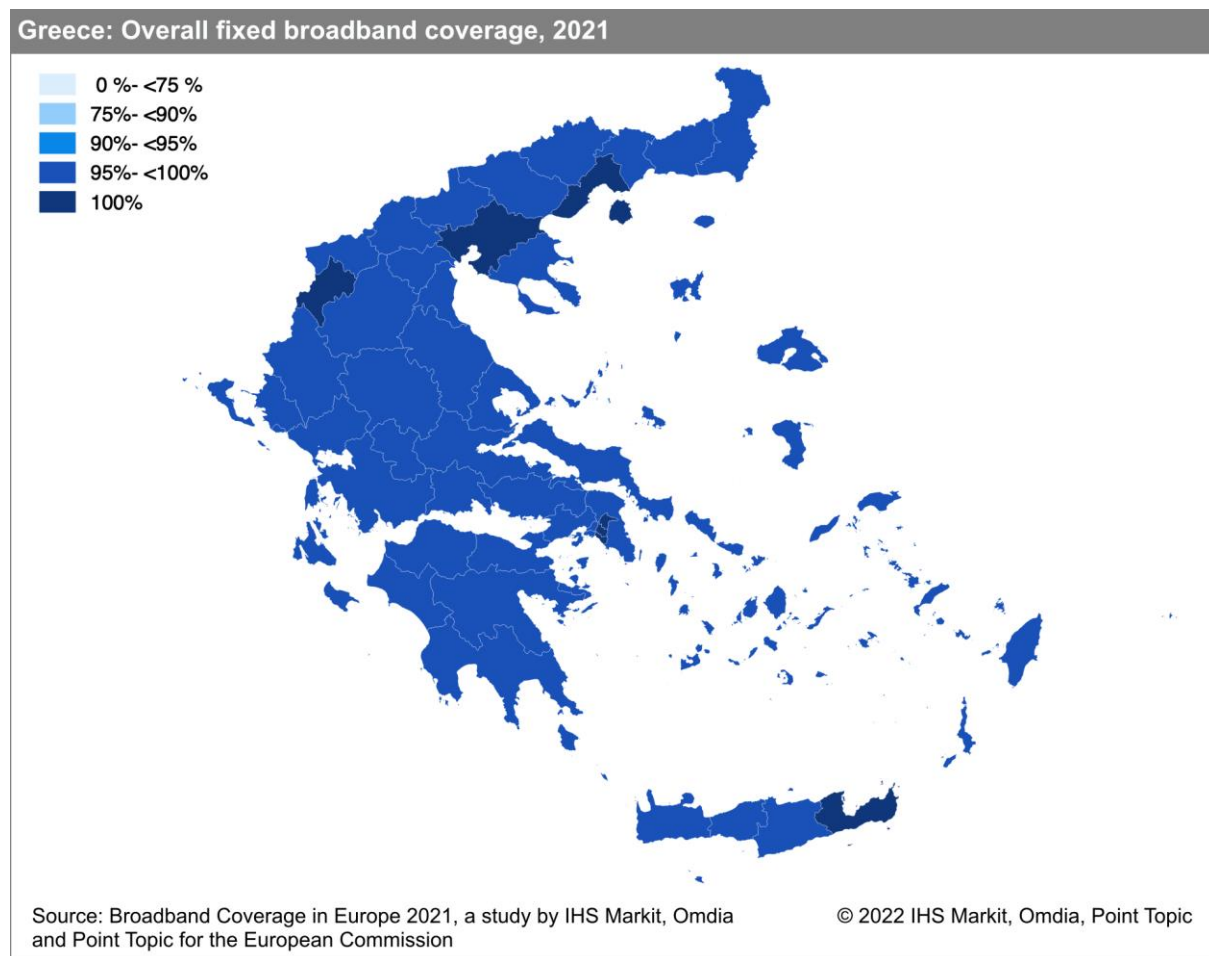 Greece: Overall fixed broadband coverage, 2021
0 %- <75 %
75%- <90%
90%- <95%
95%- <100%
100%
Source: Broadband Coverage in Europe 2021, a study by IHS Markit, Omdia
and Point Topic for the European Commission
© 2022 IHS Markit, Omdia, Point Topic